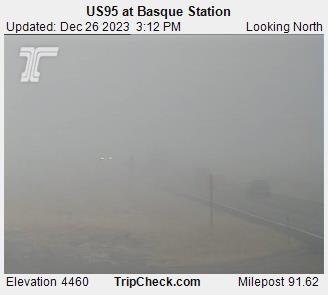 US95 at Basque Station
Updated: Dec 26 2023 3:12 PM Looking North
Elevation 4460 TripCheck.com Milepost 91.62